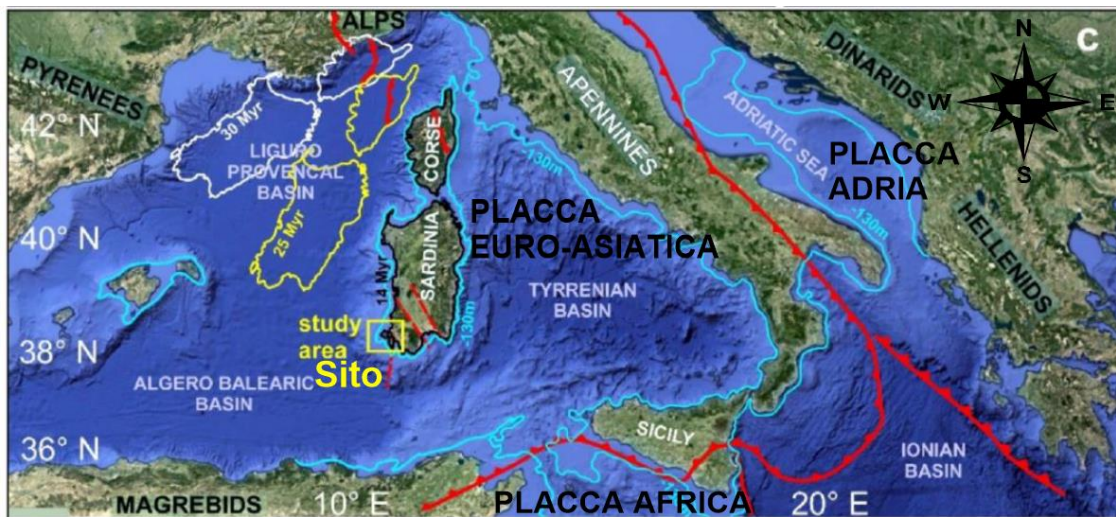 ALPS
C
N
W
E
S
PYRENEES
DINARIDS
42° N
30 Myr
LIGURO
PROVENCAL
BASIN
CORSE
APENNINES
-130m
ADRIATIC SEA
PLACCA
ADRIA
-130m
HELLENIDS
40° N
25 Myr
14 Myr
SARDINIA
PLACCA
EURO-ASIATICA
TYRRENIAN
BASIN
-130m
study
area
Sito
38° N
ALGERO BALEARIC
BASIN
36° N
SICILY
IONIAN
BASIN
MAGREBIDS
10° E
PLACCA AFRICA
20° E